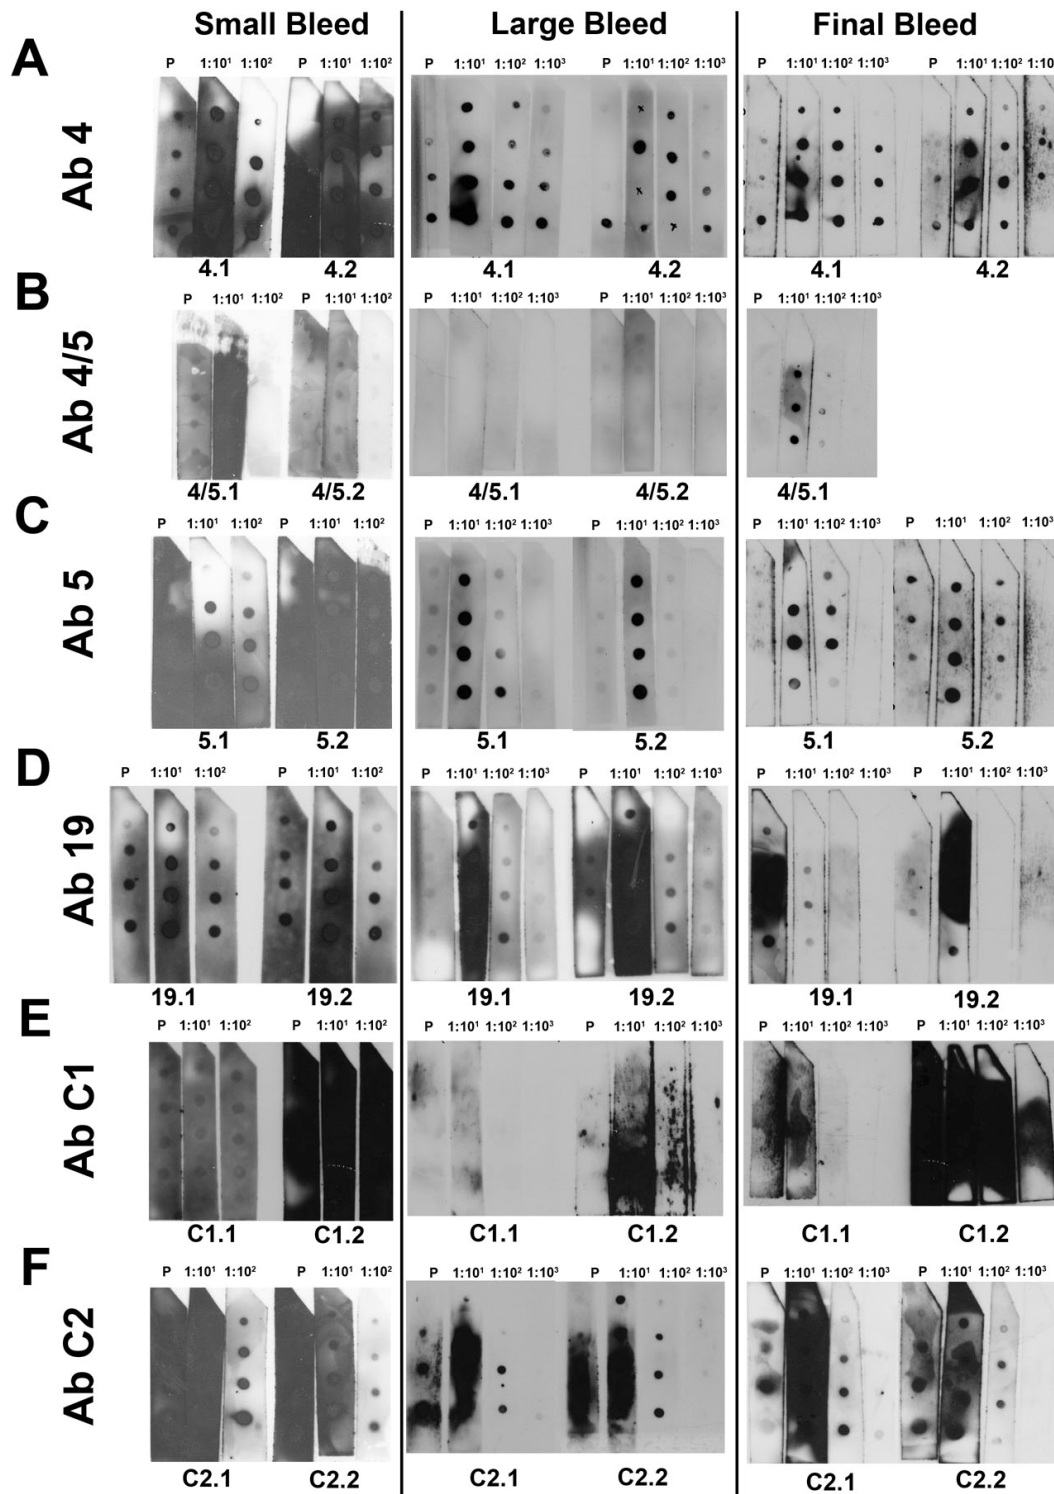 Small Bleed Large Bleed Final Bleed
A
Ab 4
P 1:10¹ 1:10² P 1:10¹ 1:10² P 1:10¹ 1:10² 1:10³ P 1:10¹ 1:10² 1:10³ P 1:10¹ 1:10² 1:10³ P 1:10¹ 1:10² 1:10³
4.1 4.2 4.1 4.2 4.1 4.2
B
Ab 4/5
P 1:10¹ 1:10² P 1:10¹ 1:10² P 1:10¹ 1:10² 1:10³ P 1:10¹ 1:10² 1:10³ P 1:10¹ 1:10² 1:10³
4/5.1 4/5.2 4/5.1 4/5.2 4/5.1
C
Ab 5
P 1:10¹ 1:10² P 1:10¹ 1:10² P 1:10¹ 1:10² 1:10³ P 1:10¹ 1:10² 1:10³ P 1:10¹ 1:10² 1:10³ P 1:10¹ 1:10² 1:10³
5.1 5.2 5.1 5.2 5.1 5.2
D
Ab 19
P 1:10¹ 1:10² P 1:10¹ 1:10² P 1:10¹ 1:10² 1:10³ P 1:10¹ 1:10² 1:10³ P 1:10¹ 1:10² 1:10³ P 1:10¹ 1:10² 1:10³
19.1 19.2 19.1 19.2 19.1 19.2
E
Ab C1
P 1:10¹ 1:10² P 1:10¹ 1:10² P 1:10¹ 1:10² 1:10³ P 1:10¹ 1:10² 1:10³ P 1:10¹ 1:10² 1:10³ P 1:10¹ 1:10² 1:10³
C1.1 C1.2 C1.1 C1.2 C1.1 C1.2
F
Ab C2
P 1:10¹ 1:10² P 1:10¹ 1:10² P 1:10¹ 1:10² 1:10³ P 1:10¹ 1:10² 1:10³ P 1:10¹ 1:10² 1:10³ P 1:10¹ 1:10² 1:10³
C2.1 C2.2 C2.1 C2.2 C2.1 C2.2